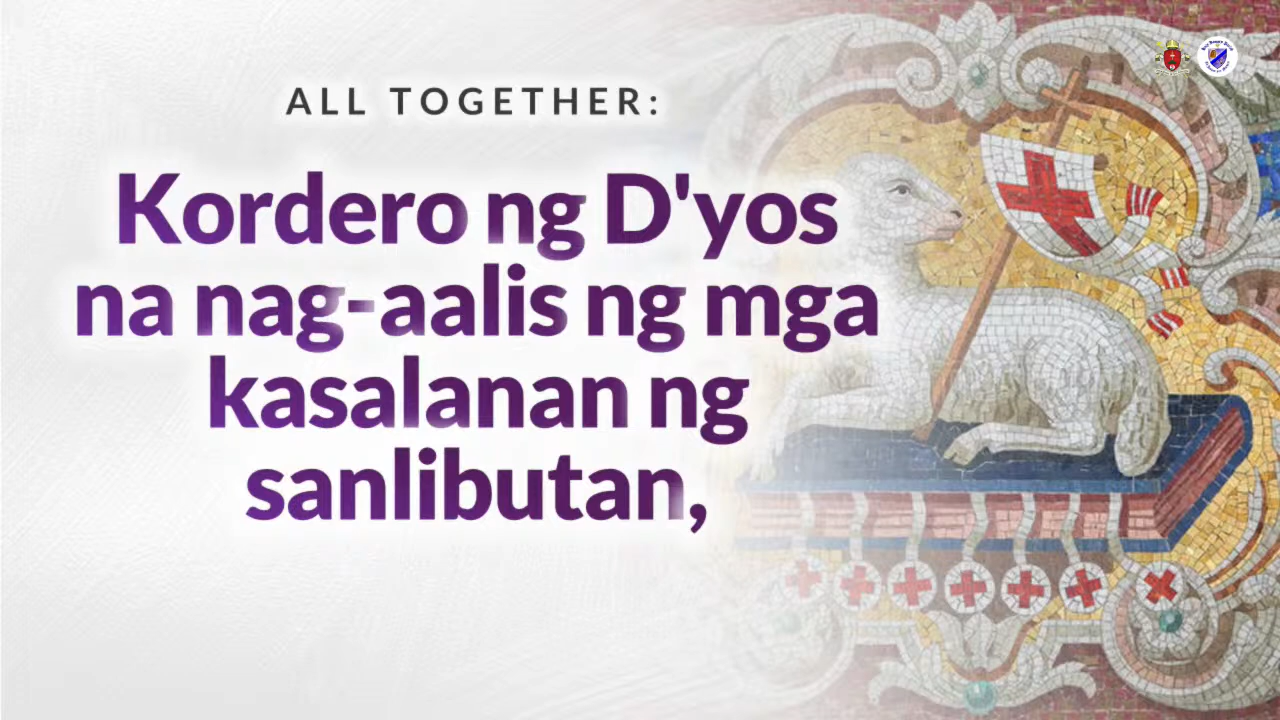 ALL TOGETHER:
Kordero ng D'yos
na nag-aalis ng mga
kasalanan ng
sanlibutan,